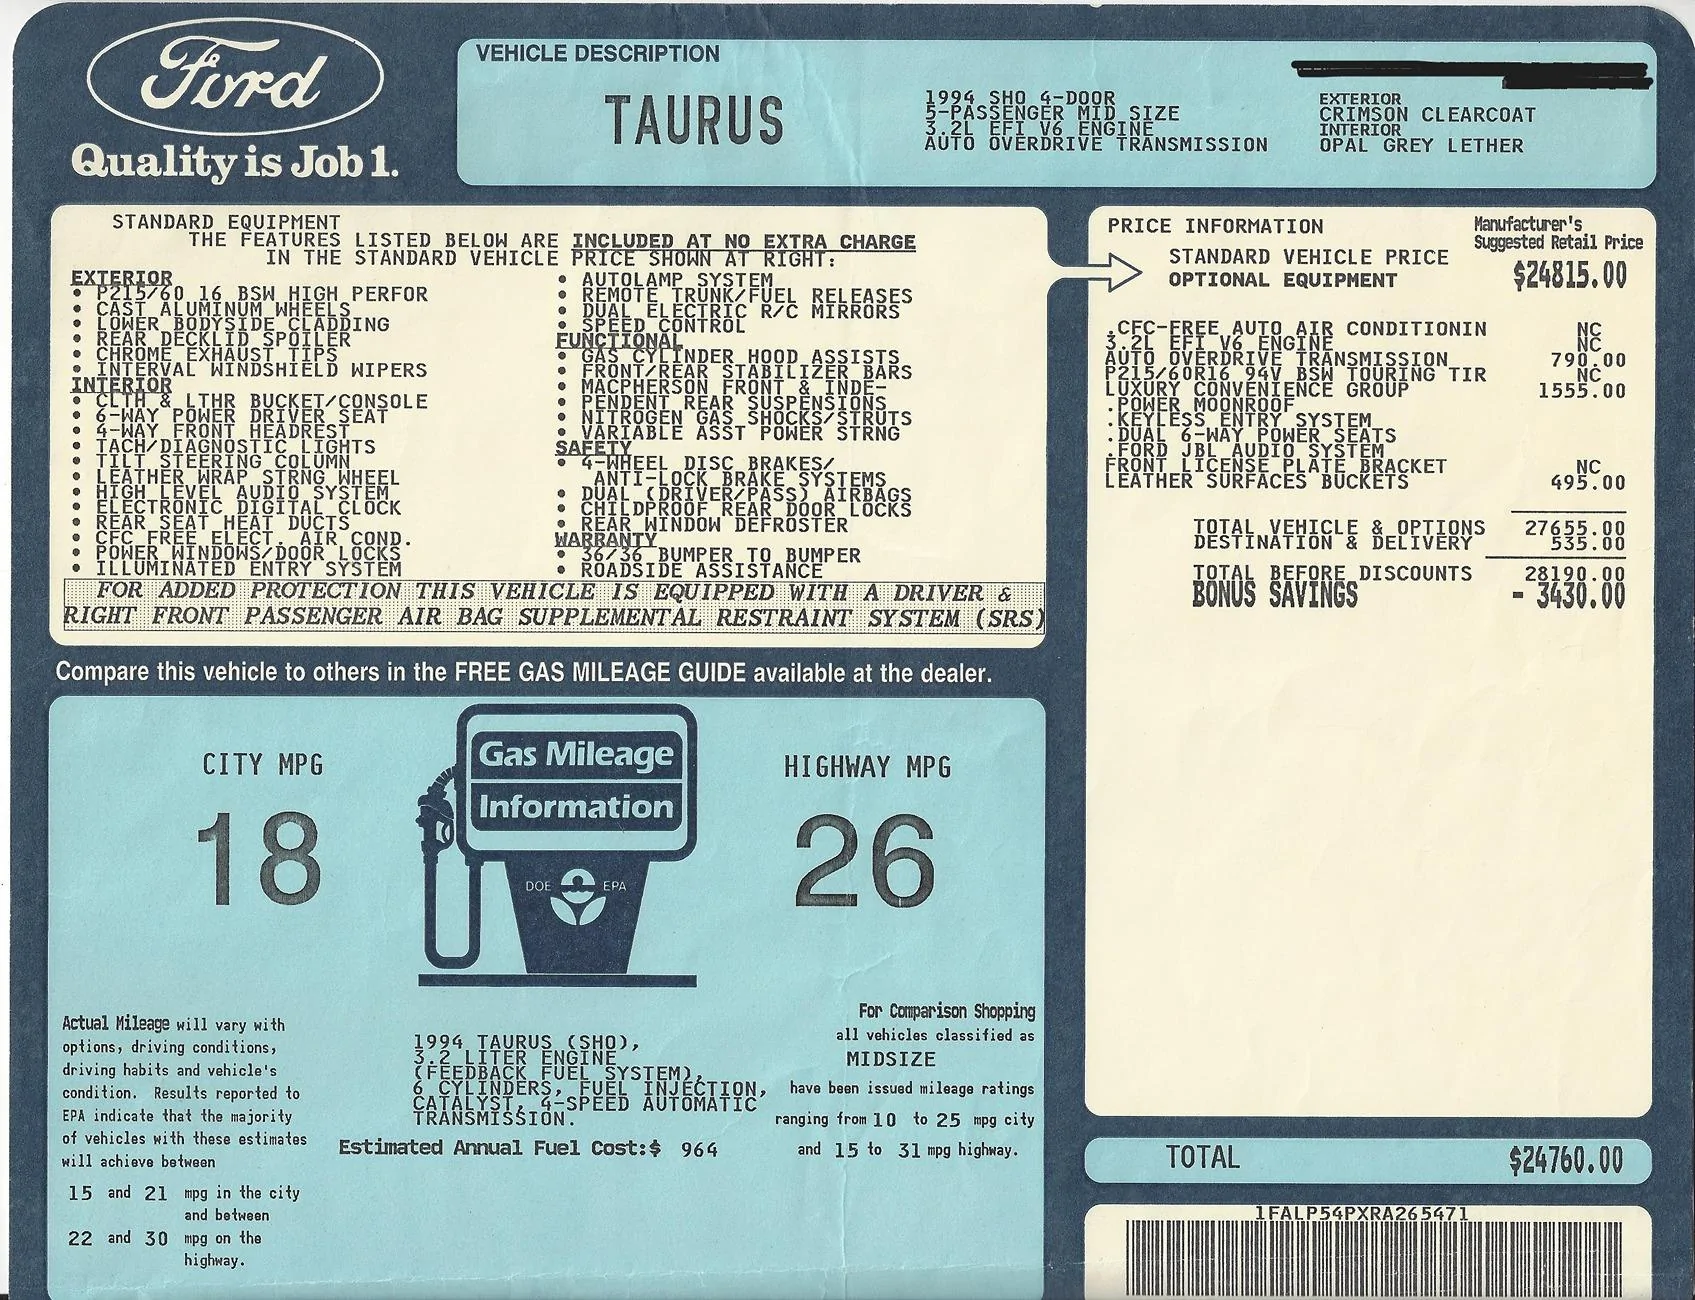 Ford
Quality is Job 1.
VEHICLE DESCRIPTION
TAURUS
1994 SHO 4-DOOR
5-PASSENGER MID SIZE
3.2L EFI V6 ENGINE
AUTO OVERDRIVE TRANSMISSION
EXTERIOR
CRIMSON CLEARCOAT
INTERIOR
OPAL GREY LETHER
STANDARD EQUIPMENT
THE FEATURES LISTED BELOW ARE INCLUDED AT NO EXTRA CHARGE
IN THE STANDARD VEHICLE PRICE SHOWN AT RIGHT:
EXTERIOR
• P215/60 16 BSW HIGH PERFOR
• CAST ALUMINUM WHEELS
• LOWER BODYSIDE CLADDING
• REAR DECKLID SPOILER
• CHROME EXHAUST TIPS
• INTERVAL WINDSHIELD WIPERS
INTERIOR
• CLTH & LTHR BUCKET/CONSOLE
• 6-WAY POWER DRIVER SEAT
• 4-WAY FRONT HEADREST
• TACH/DIAGNOSTIC LIGHTS
• TILT STEERING COLUMN
• LEATHER WRAP STRNG WHEEL
• HIGH LEVEL AUDIO SYSTEM
• ELECTRONIC DIGITAL CLOCK
• REAR SEAT HEAT DUCTS
• CFC FREE ELECT. AIR COND.
• POWER WINDOWS/DOOR LOCKS
• ILLUMINATED ENTRY SYSTEM
• AUTOLAMP SYSTEM
• REMOTE TRUNK/FUEL RELEASES
• DUAL ELECTRIC R/C MIRRORS
• SPEED CONTROL
FUNCTIONAL
• GAS CYLINDER HOOD ASSISTS
• FRONT/REAR STABILIZER BARS
• MACPHERSON FRONT & INDE-
• PENDENT REAR SUSPENSIONS
• NITROGEN GAS SHOCKS/STRUTS
• VARIABLE ASST POWER STRNG
SAFETY
• 4-WHEEL DISC BRAKES/
ANTI-LOCK BRAKE SYSTEMS
• DUAL (DRIVER/PASS) AIRBAGS
• CHILDPROOF REAR DOOR LOCKS
• REAR WINDOW DEFROSTER
WARRANTY
• 36/36 BUMPER TO BUMPER
• ROADSIDE ASSISTANCE
FOR ADDED PROTECTION THIS VEHICLE IS EQUIPPED WITH A DRIVER &
RIGHT FRONT PASSENGER AIR BAG SUPPLEMENTAL RESTRAINT SYSTEM (SRS)
PRICE INFORMATION
Manufacturer's
Suggested Retail Price
STANDARD VEHICLE PRICE $24815.00
OPTIONAL EQUIPMENT
.CFC-FREE AUTO AIR CONDITIONIN NC
3.2L EFI V6 ENGINE NC
AUTO OVERDRIVE TRANSMISSION 790.00
P215/60R16 94V BSW TOURING TIR NC
LUXURY CONVENIENCE GROUP 1555.00
.POWER MOONROOF
.KEYLESS ENTRY SYSTEM
.DUAL 6-WAY POWER SEATS
.FORD JBL AUDIO SYSTEM
FRONT LICENSE PLATE BRACKET NC
LEATHER SURFACES BUCKETS 495.00
TOTAL VEHICLE & OPTIONS 27655.00
DESTINATION & DELIVERY 535.00
TOTAL BEFORE DISCOUNTS 28190.00
BONUS SAVINGS - 3430.00
Compare this vehicle to others in the FREE GAS MILEAGE GUIDE available at the dealer.
CITY MPG
18
Gas Mileage
Information
DOE EPA
HIGHWAY MPG
26
Actual Mileage will vary with
options, driving conditions,
driving habits and vehicle's
condition. Results reported to
EPA indicate that the majority
of vehicles with these estimates
will achieve between
15 and 21 mpg in the city
and between
22 and 30 mpg on the
highway.
1994 TAURUS (SHO),
3.2 LITER ENGINE
(FEEDBACK FUEL SYSTEM),
6 CYLINDERS, FUEL INJECTION,
CATALYST, 4-SPEED AUTOMATIC
TRANSMISSION.
Estimated Annual Fuel Cost:$ 964
For Comparison Shopping
all vehicles classified as
MIDSIZE
have been issued mileage ratings
ranging from 10 to 25 mpg city
and 15 to 31 mpg highway.
TOTAL $24760.00
1FALP54PXRA265471